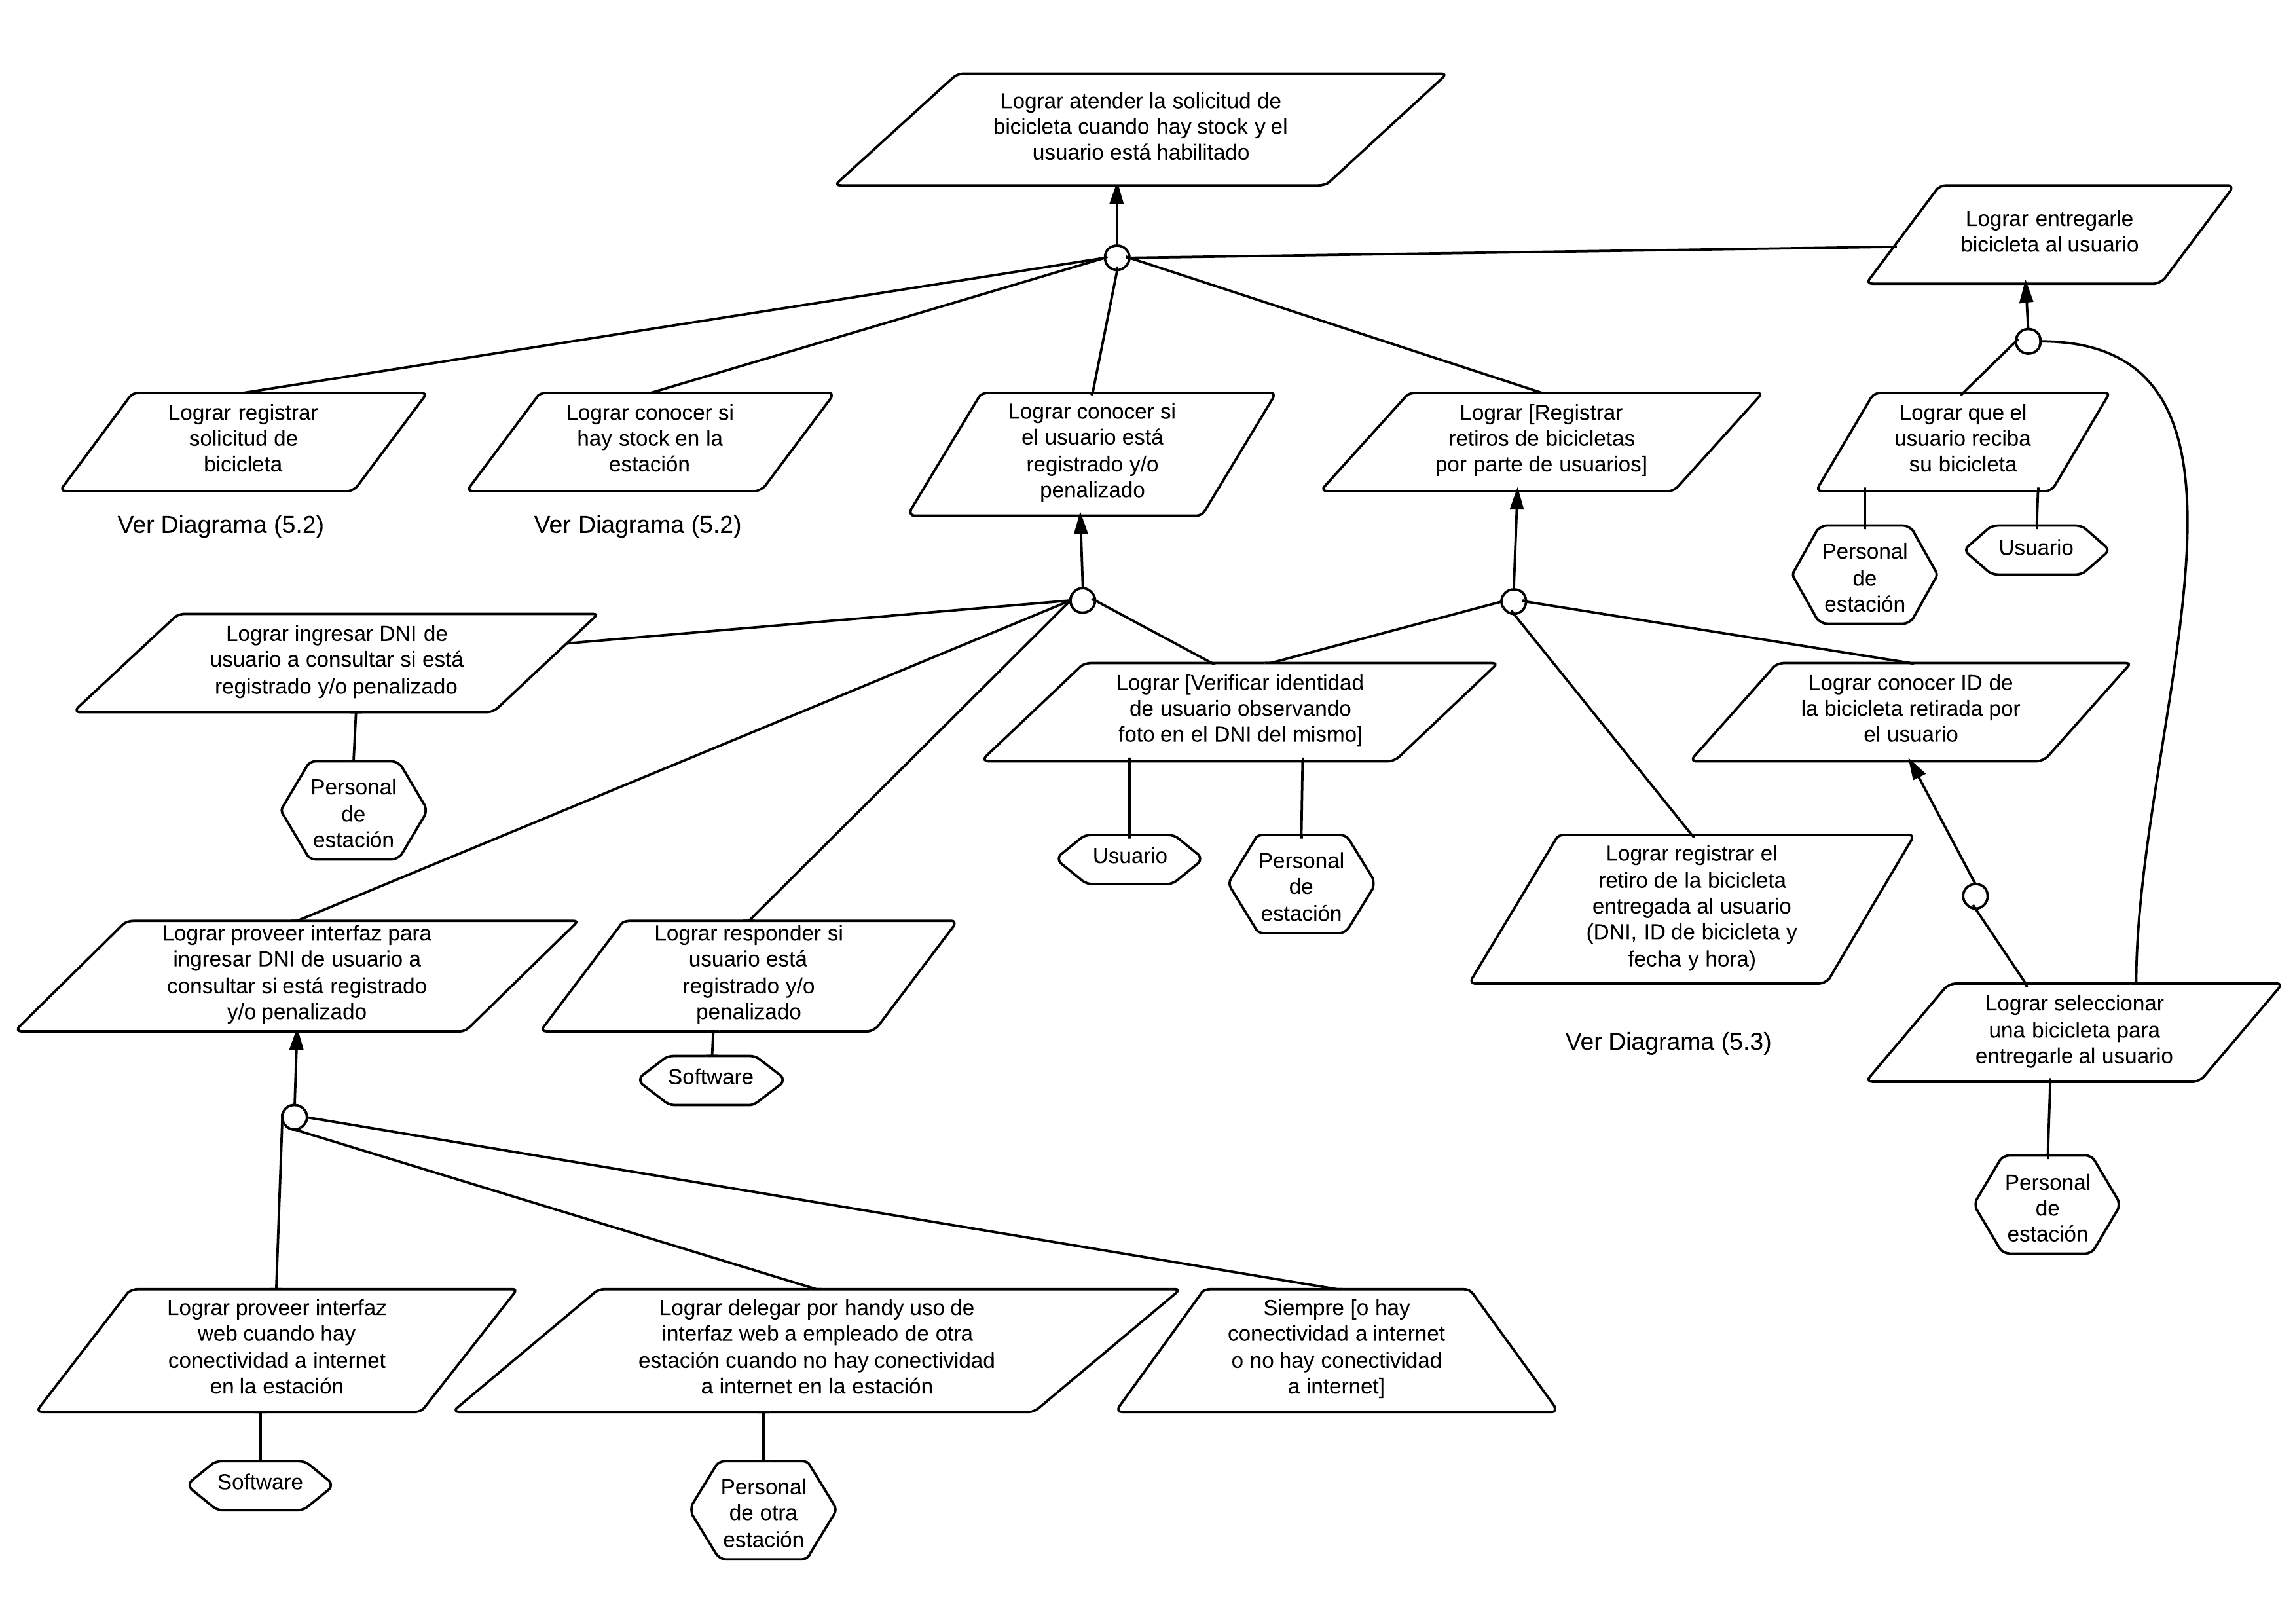 Lograr atender la solicitud de
bicicleta cuando hay stock y el
usuario está habilitado
Lograr entregarle
bicicleta al usuario
Lograr registrar
solicitud de
bicicleta
Ver Diagrama (5.2)
Lograr conocer si
hay stock en la
estación
Ver Diagrama (5.2)
Lograr conocer si
el usuario está
registrado y/o
penalizado
Lograr [Registrar
retiros de bicicletas
por parte de usuarios]
Lograr que el
usuario reciba
su bicicleta
Personal
de
estación
Usuario
Lograr ingresar DNI de
usuario a consultar si está
registrado y/o penalizado
Personal
de
estación
Lograr [Verificar identidad
de usuario observando
foto en el DNI del mismo]
Usuario
Personal
de
estación
Lograr conocer ID de
la bicicleta retirada por
el usuario
Lograr registrar el
retiro de la bicicleta
entregada al usuario
(DNI, ID de bicicleta y
fecha y hora)
Ver Diagrama (5.3)
Lograr proveer interfaz para
ingresar DNI de usuario a
consultar si está registrado
y/o penalizado
Lograr responder si
usuario está
registrado y/o
penalizado
Software
Lograr seleccionar
una bicicleta para
entregarle al usuario
Personal
de
estación
Lograr proveer interfaz
web cuando hay
conectividad a internet
en la estación
Software
Lograr delegar por handy uso de
interfaz web a empleado de otra
estación cuando no hay conectividad
a internet en la estación
Personal
de otra
estación
Siempre [o hay
conectividad a internet
o no hay conectividad
a internet]